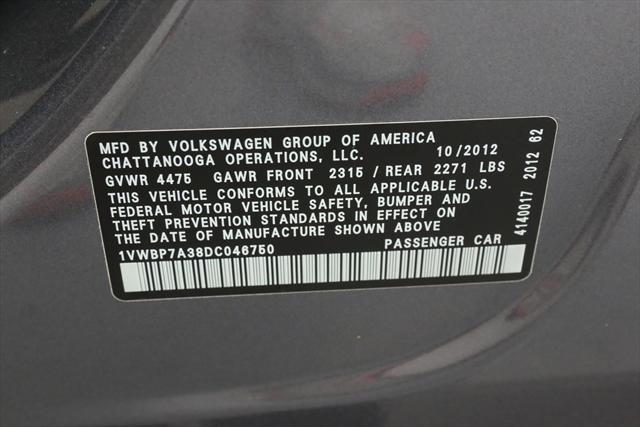 MFD BY VOLKSWAGEN GROUP OF AMERICA
CHATTANOOGA OPERATIONS, LLC. 10/2012
GVWR 4475 GAWR FRONT 2315 / REAR 2271 LBS
THIS VEHICLE CONFORMS TO ALL APPLICABLE U.S.
FEDERAL MOTOR VEHICLE SAFETY, BUMPER AND
THEFT PREVENTION STANDARDS IN EFFECT ON
THE DATE OF MANUFACTURE SHOWN ABOVE
1VWBP7A38DC046750 PASSENGER CAR
4140017 2012 62